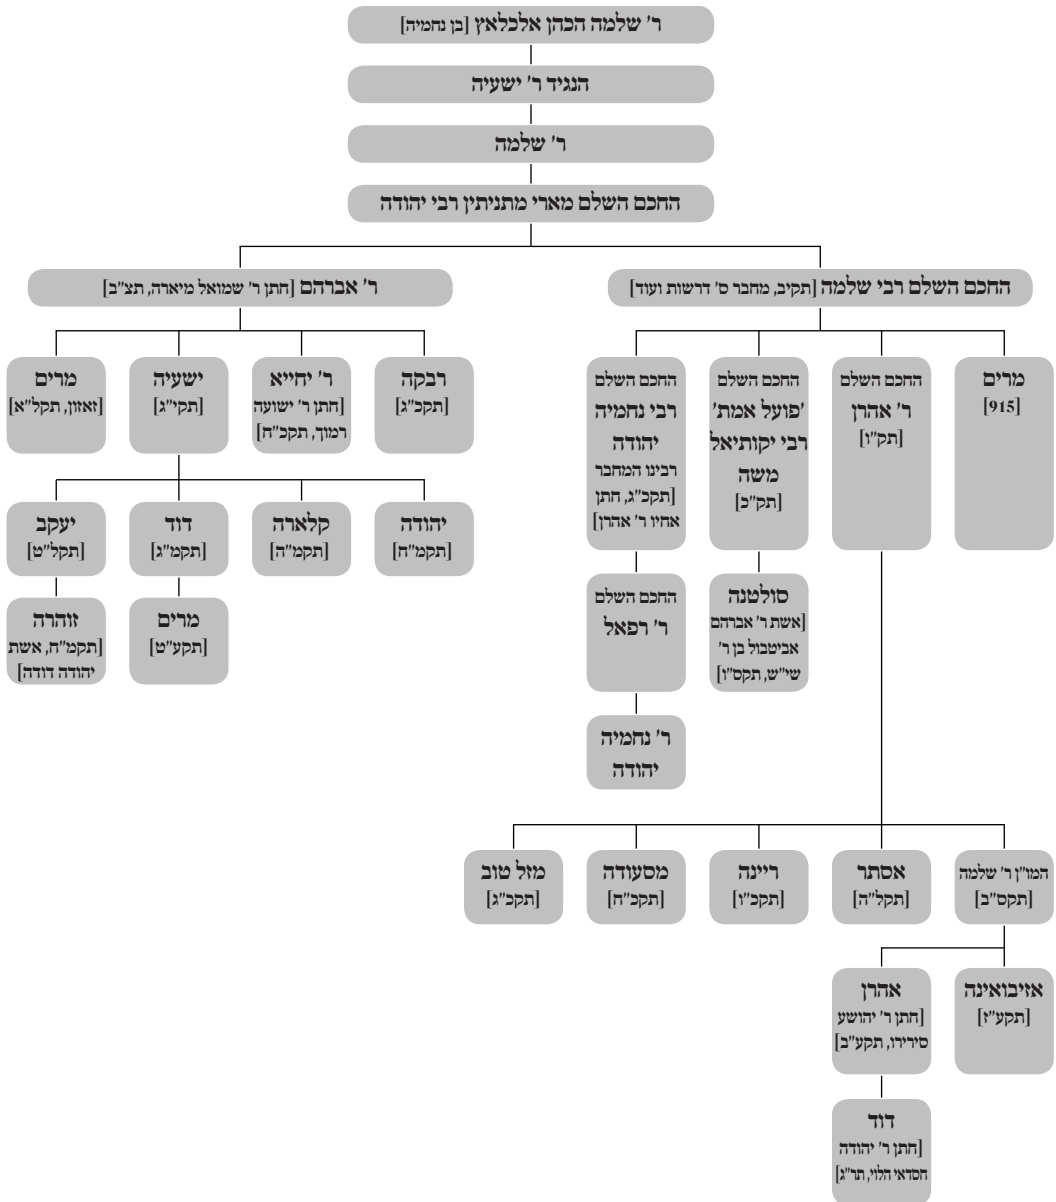 ר' שלמה הכהן אלכלאץ [בן נחמיה]
הנגיד ר' ישעיה
ר' שלמה
החכם השלם מארי מתניתין רבי יהודה
החכם השלם רבי שלמה [תקי״ב, מחבר ס' דרשות ועוד]
ר' אברהם [חתן ר' שמואל מיארה, תצ״ב]
מרים
[915]
החכם השלם
ר' אהרן
[תק״ו]
החכם השלם
'פועל אמת'
רבי יקותיאל
משה
[תק״כ]
החכם השלם
רבי נחמיה
יהודה
רבינו המחבר
[תקכ״ג, חתן
אחיו ר' אהרן]
רבקה
[תקכ״ג]
ר' יחייא
[חתן ר' ישועה
רמוך, תקכ״ח]
ישעיה
[תקי״ג]
מרים
[זאזון, תקל״א]
יהודה
[תקמ״ח]
קלארה
[תקמ״ה]
דוד
[תקמ״ג]
יעקב
[תקל״ט]
סולטנה
[אשת ר' אברהם
אביטבול בן ר'
שי״ש, תקס״ו]
החכם השלם
ר' רפאל
מרים
[תקע״ט]
זוהרה
[תקמ״ח, אשת
יהודה דודה]
ר' נחמיה
יהודה
המו״ץ ר' שלמה
[תקס״ב]
אסתר
[תקל״ה]
ריינה
[תקכ״ו]
מסעודה
[תקכ״ח]
מזל טוב
[תקכ״ג]
אזיבואינה
[תקע״ז]
אהרן
[חתן ר' יהושע
סירירו, תקע״ב]
דוד
[חתן ר' יהודה
חסדאי הלוי, תר״ג]